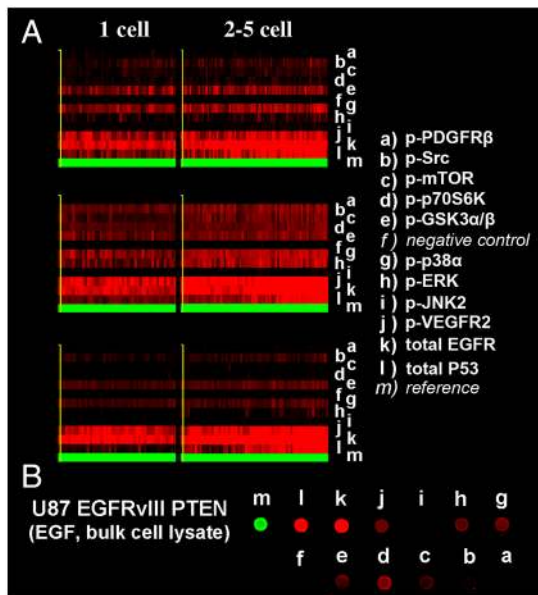 A
1 cell 2-5 cell
a
b
c
d
e
f
g
h
i
j
k
l
m
a
b
c
d
e
f
g
h
i
j
k
l
m
a
b
c
d
e
f
g
h
i
j
k
l
m
a) p-PDGFRβ
b) p-Src
c) p-mTOR
d) p-p70S6K
e) p-GSK3α/β
f) negative control
g) p-p38α
h) p-ERK
i) p-JNK2
j) p-VEGFR2
k) total EGFR
l) total P53
m) reference
B
U87 EGFRvIII PTEN
(EGF, bulk cell lysate)
m l k j i h g
f e d c b a